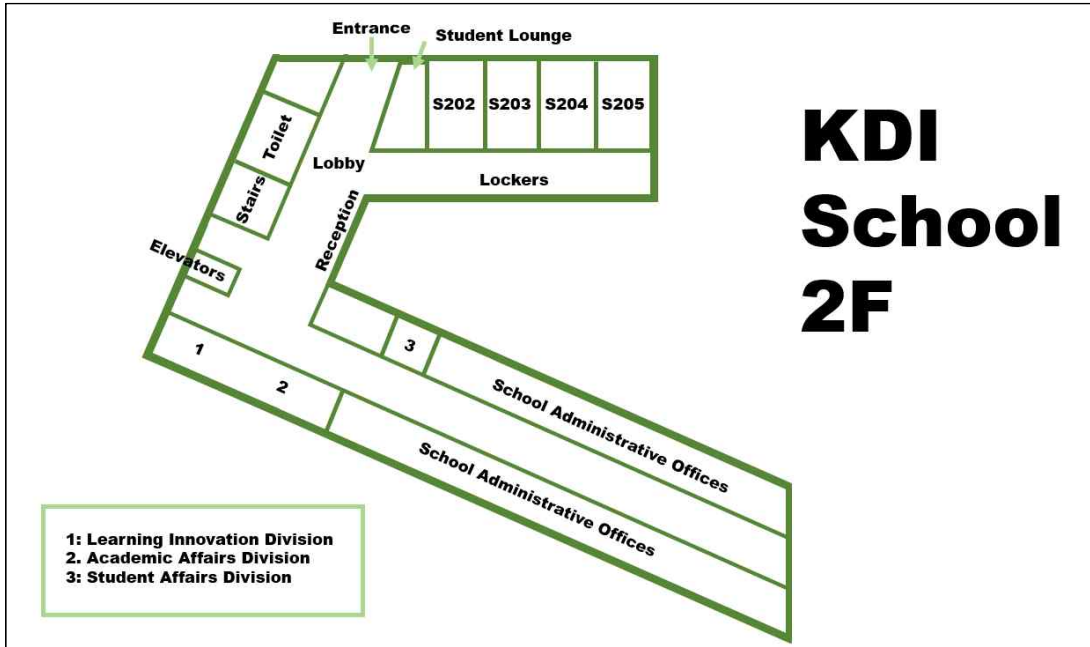 Entrance
Student Lounge
S202
S203
S204
S205
KDI
School
2F
Toilet
Lobby
Lockers
Stairs
Reception
Elevators
1
2
3
School Administrative Offices
School Administrative Offices
1: Learning Innovation Division
2. Academic Affairs Division
3: Student Affairs Division